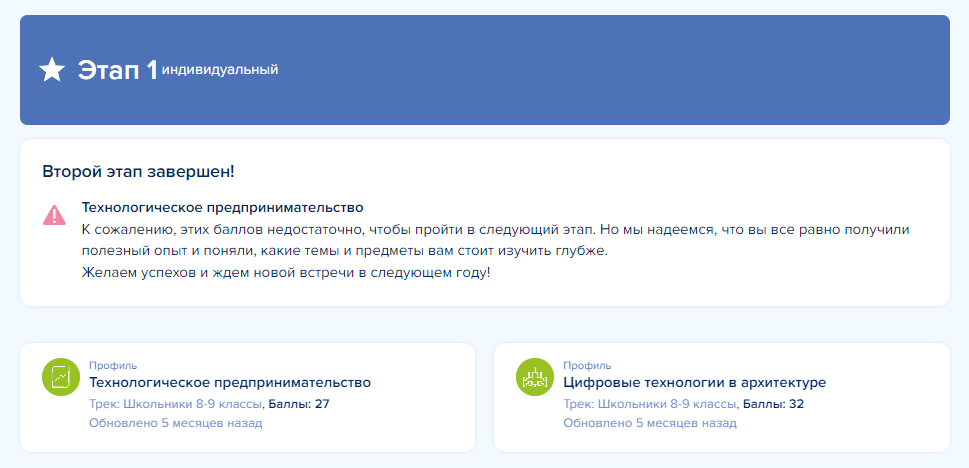 Этап 1 индивидуальный
Второй этап завершен!
Технологическое предпринимательство
К сожалению, этих баллов недостаточно, чтобы пройти в следующий этап. Но мы надеемся, что вы все равно получили
полезный опыт и поняли, какие темы и предметы вам стоит изучить глубже.
Желаем успехов и ждем новой встречи в следующем году!
Профиль
Технологическое предпринимательство
Трек: Школьники 8-9 классы, Баллы: 27
Обновлено 5 месяцев назад
Профиль
Цифровые технологии в архитектуре
Трек: Школьники 8-9 классы, Баллы: 32
Обновлено 5 месяцев назад